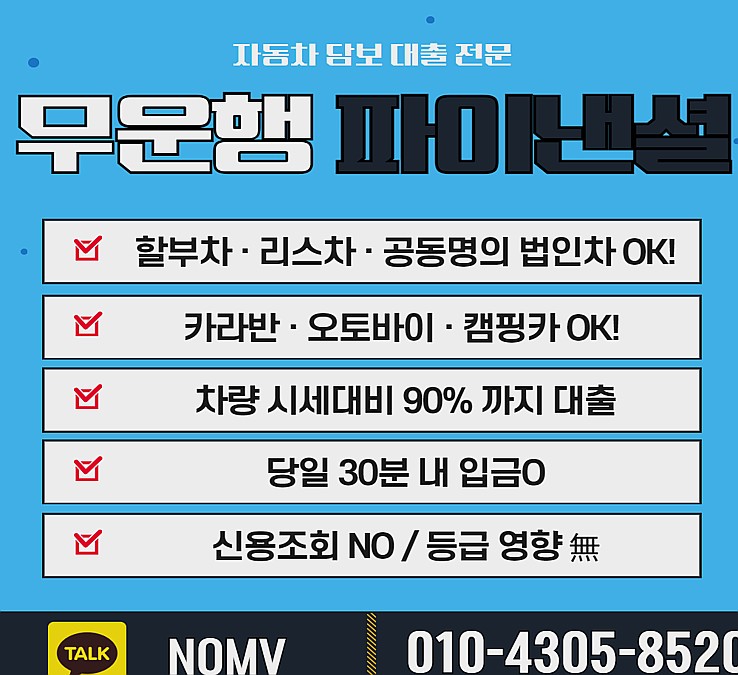 자동차 담보 대출 전문
무운행 파이낸셜
할부차 · 리스차 · 공동명의 법인차 OK!
카라반 · 오토바이 · 캠핑카 OK!
차량 시세대비 90% 까지 대출
당일 30분 내 입금O
신용조회 NO / 등급 영향 無
TALK NOMV 010-4305-8520